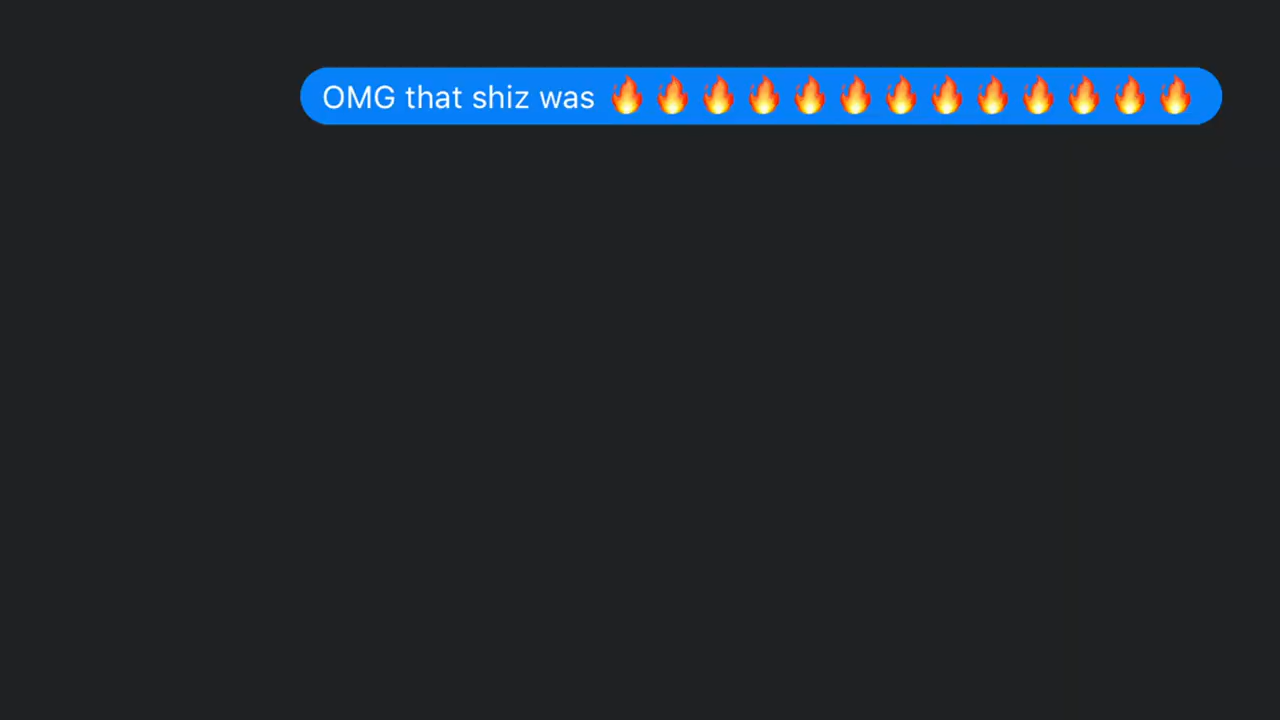 OMG that shiz was 🔥 🔥 🔥 🔥 🔥 🔥 🔥 🔥 🔥 🔥 🔥 🔥 🔥